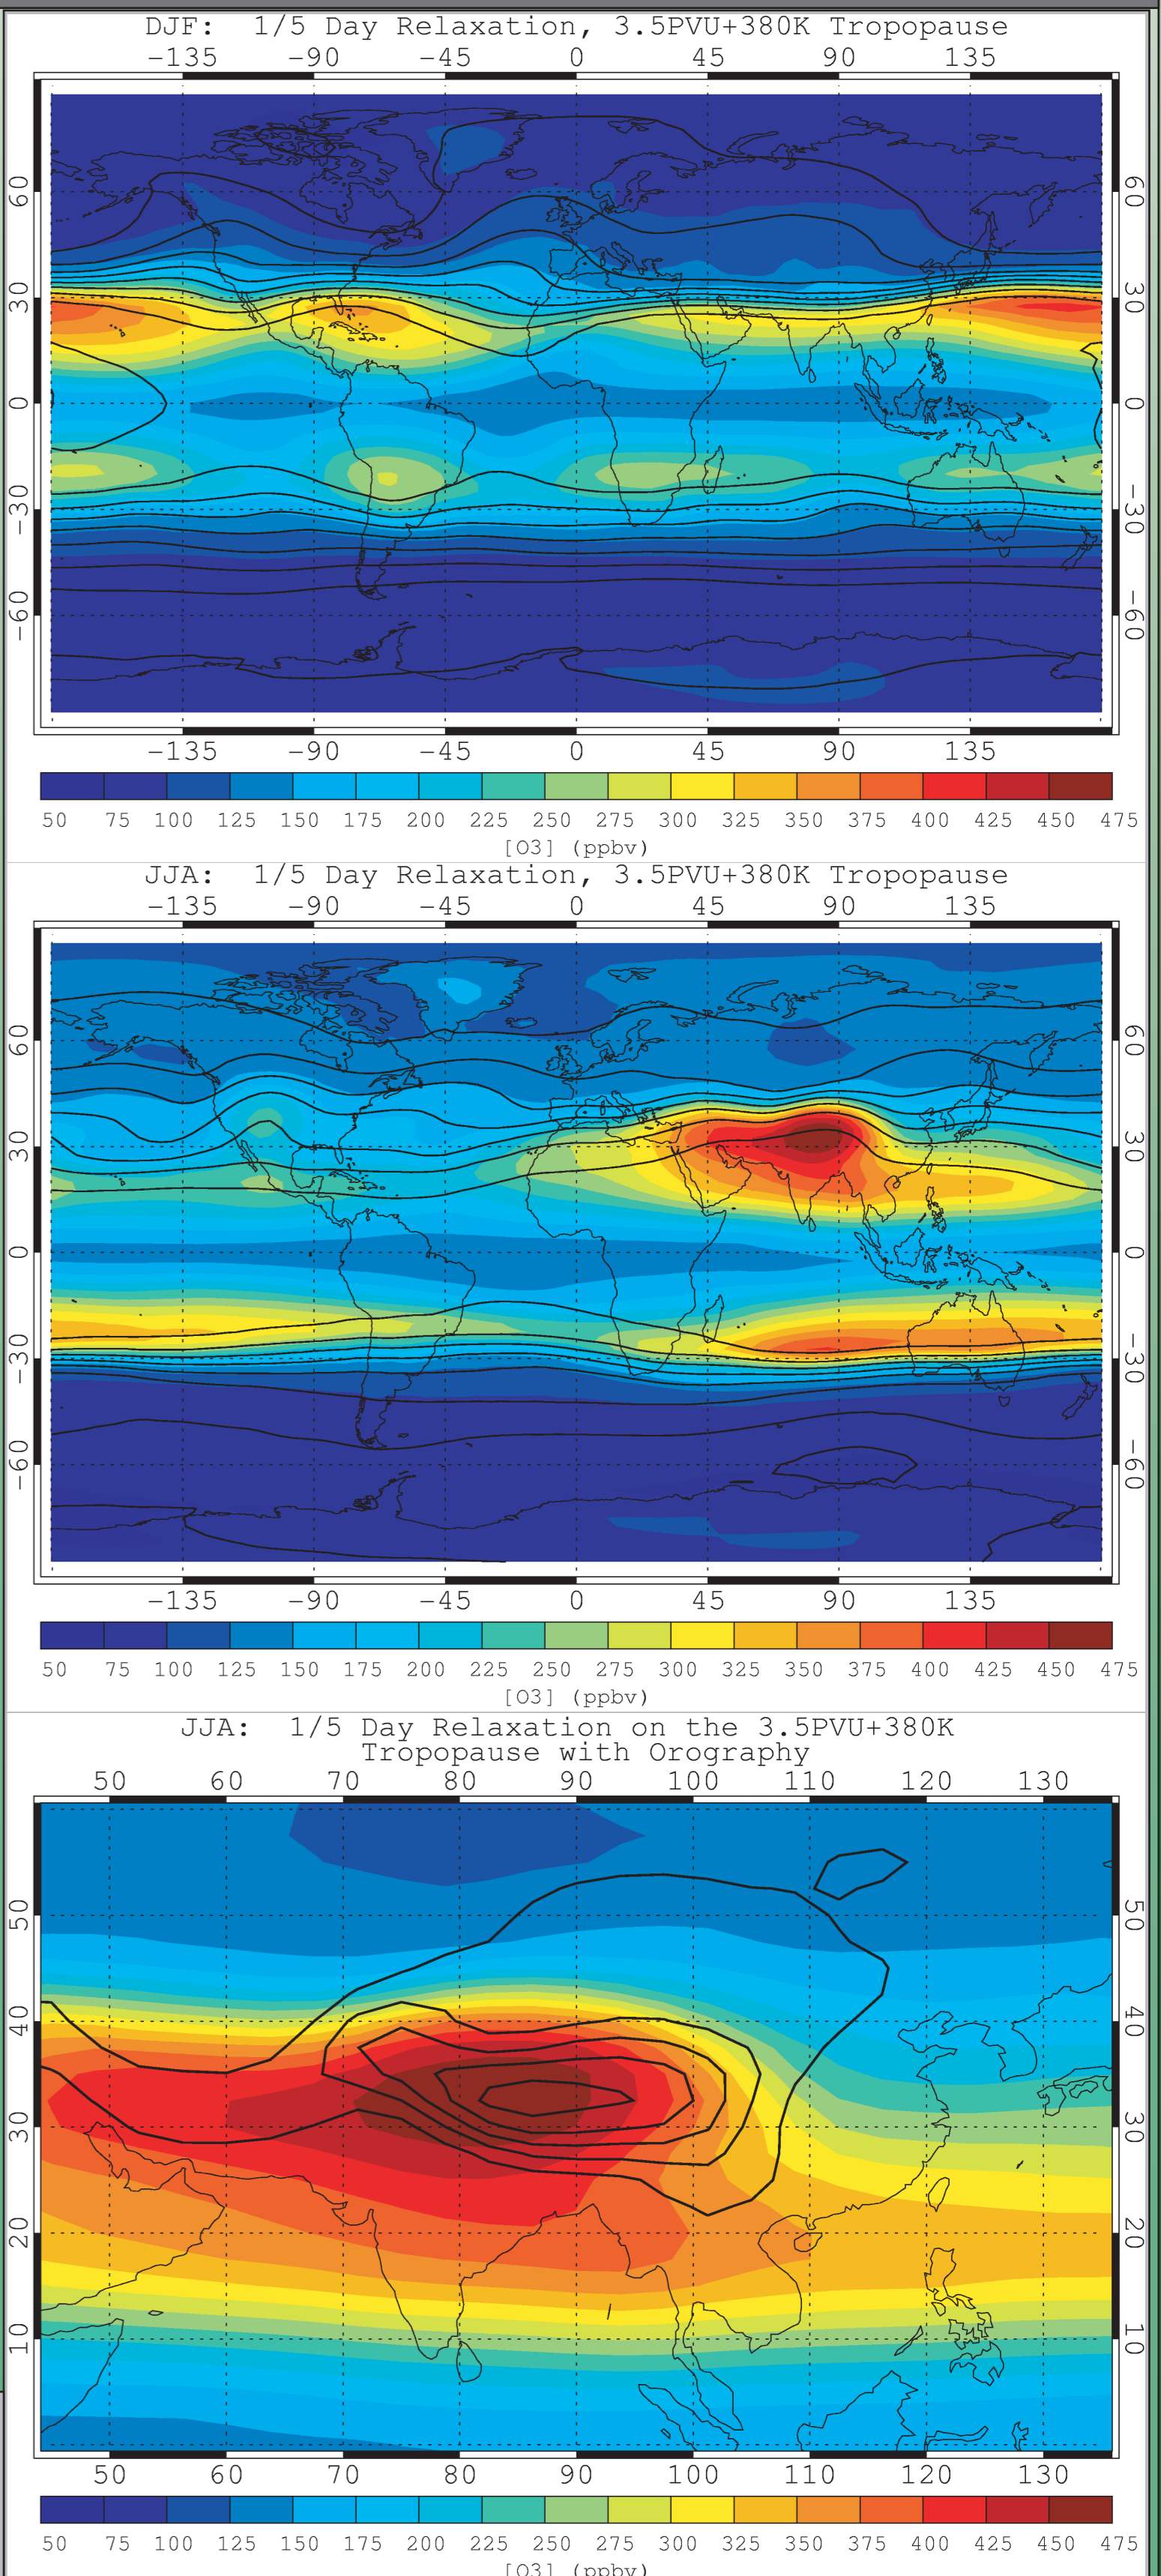 DJF: 1/5 Day Relaxation, 3.5PVU+380K Tropopause
-135 -90 -45 0 45 90 135
60 60
30 30
0 0
-30 -30
-60 -60
-135 -90 -45 0 45 90 135
50 75 100 125 150 175 200 225 250 275 300 325 350 375 400 425 450 475
[O3] (ppbv)
JJA: 1/5 Day Relaxation, 3.5PVU+380K Tropopause
-135 -90 -45 0 45 90 135
60 60
30 30
0 0
-30 -30
-60 -60
-135 -90 -45 0 45 90 135
50 75 100 125 150 175 200 225 250 275 300 325 350 375 400 425 450 475
[O3] (ppbv)
JJA: 1/5 Day Relaxation on the 3.5PVU+380K
Tropopause with Orography
50 60 70 80 90 100 110 120 130
50 50
40 40
30 30
20 20
10 10
50 60 70 80 90 100 110 120 130
50 75 100 125 150 175 200 225 250 275 300 325 350 375 400 425 450 475
[O3] (ppbv)